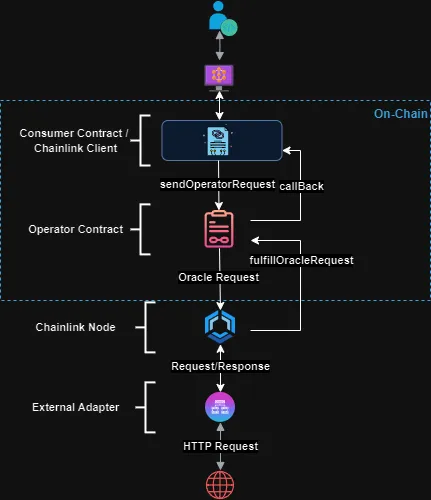 On-Chain
Consumer Contract /
Chainlink Client
sendOperatorRequest
callBack
Operator Contract
fulfillOracleRequest
Oracle Request
Chainlink Node
Request/Response
External Adapter
HTTP Request